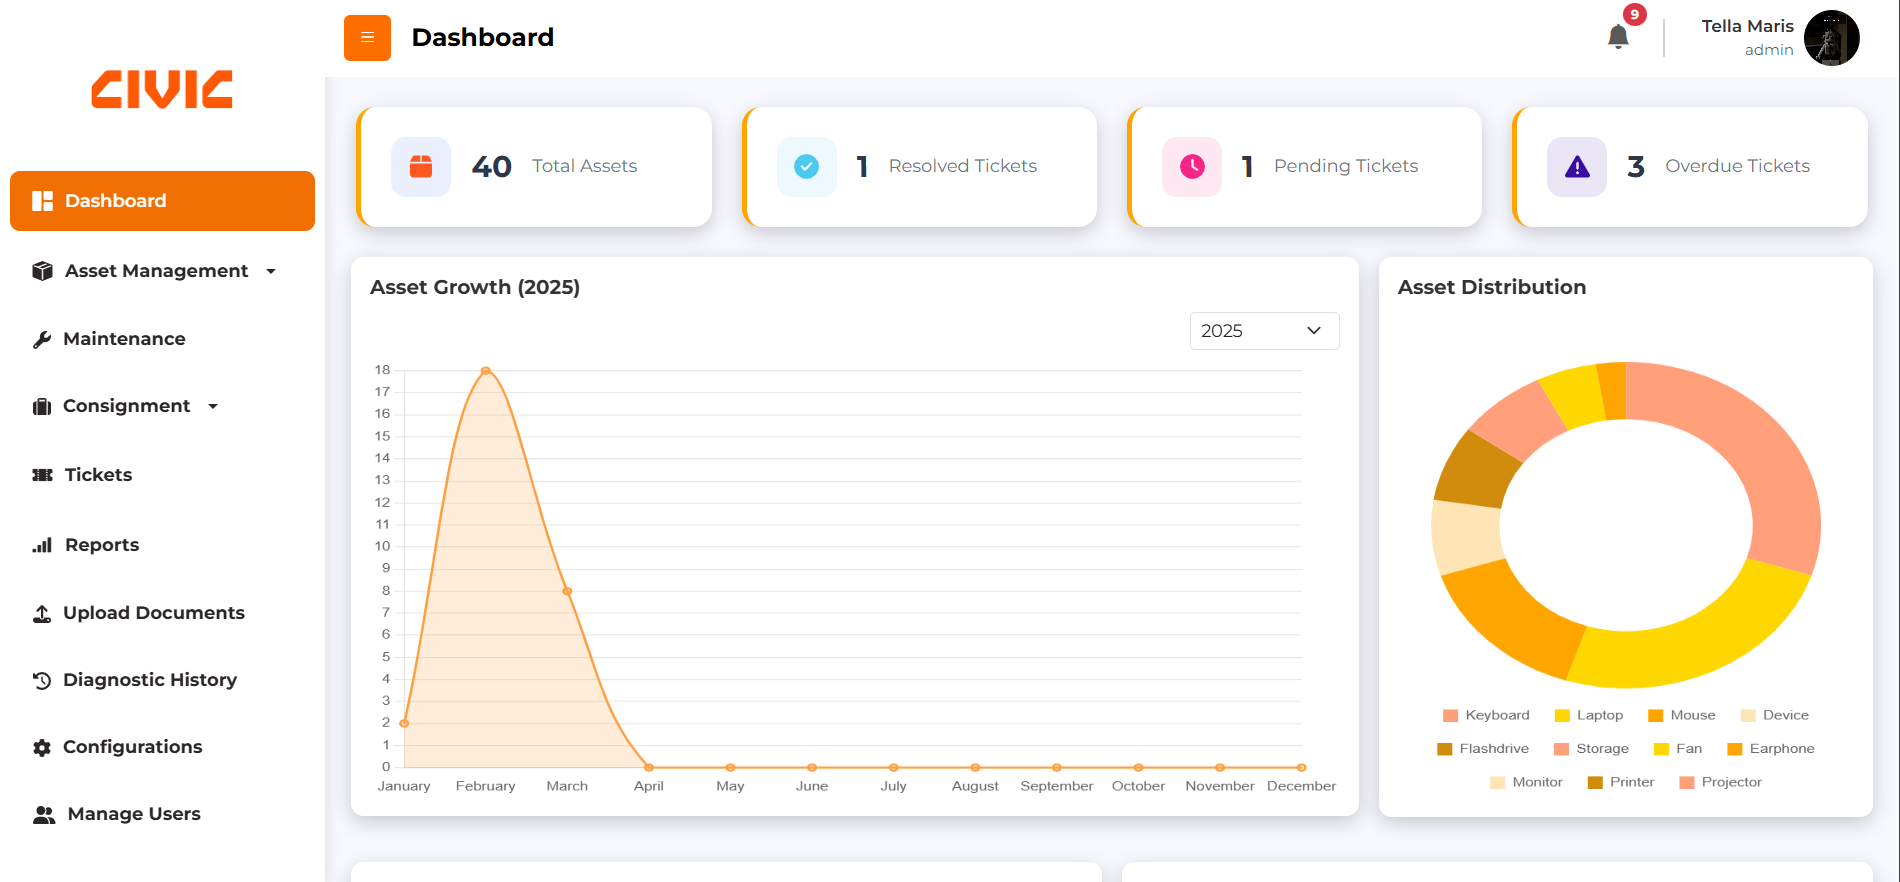 CIVIC
Dashboard
9
Tella Maris
admin
Dashboard
Asset Management
Maintenance
Consignment
Tickets
Reports
Upload Documents
Diagnostic History
Configurations
Manage Users
40 Total Assets
1 Resolved Tickets
1 Pending Tickets
3 Overdue Tickets
Asset Growth (2025)
2025
18
17
16
15
14
13
12
11
10
9
8
7
6
5
4
3
2
1
0
January February March April May June July August September October November December
Asset Distribution
Keyboard Laptop Mouse Device
Flashdrive Storage Fan Earphone
Monitor Printer Projector